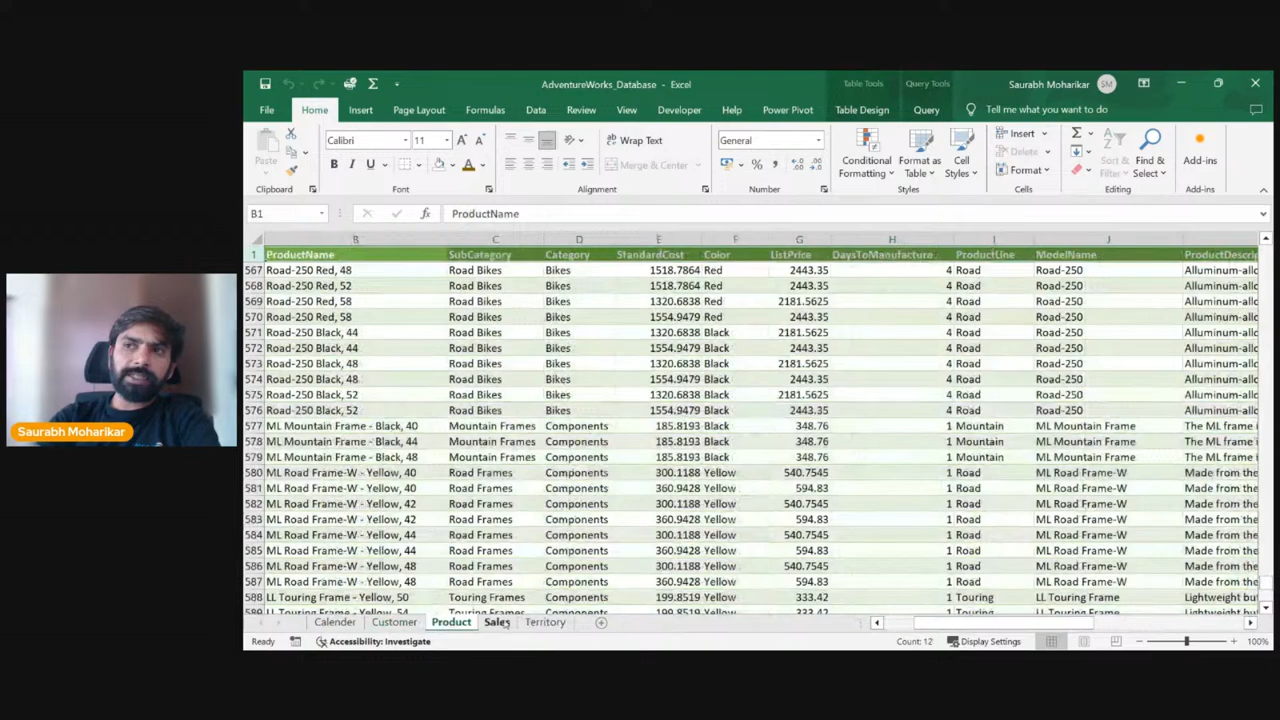 AdventureWorks_Database - Excel
Table Tools
Query Tools
Saurabh Moharikar
SM
File Home Insert Page Layout Formulas Data Review View Developer Help Power Pivot Table Design Query Tell me what you want to do
Paste
Calibri 11
B I U
Wrap Text
Merge & Center
General
Conditional Formatting
Format as Table
Cell Styles
Insert
Delete
Format
Sort & Filter
Find & Select
Add-ins
Clipboard Font Alignment Number Styles Cells Editing Add-ins
B1 fx ProductName
B C D E F G H I J
1 ProductName SubCategory Category StandardCost Color ListPrice DaysToManufacture ProductLine ModelName ProductDescrip
567 Road-250 Red, 48 Road Bikes Bikes 1518.7864 Red 2443.35 4 Road Road-250 Alluminum-allo
568 Road-250 Red, 52 Road Bikes Bikes 1518.7864 Red 2443.35 4 Road Road-250 Alluminum-allo
569 Road-250 Red, 58 Road Bikes Bikes 1320.6838 Red 2181.5625 4 Road Road-250 Alluminum-allo
570 Road-250 Red, 58 Road Bikes Bikes 1554.9479 Red 2443.35 4 Road Road-250 Alluminum-allo
571 Road-250 Black, 44 Road Bikes Bikes 1320.6838 Black 2181.5625 4 Road Road-250 Alluminum-allo
572 Road-250 Black, 44 Road Bikes Bikes 1554.9479 Black 2443.35 4 Road Road-250 Alluminum-allo
573 Road-250 Black, 48 Road Bikes Bikes 1320.6838 Black 2181.5625 4 Road Road-250 Alluminum-allo
574 Road-250 Black, 48 Road Bikes Bikes 1554.9479 Black 2443.35 4 Road Road-250 Alluminum-allo
575 Road-250 Black, 52 Road Bikes Bikes 1320.6838 Black 2181.5625 4 Road Road-250 Alluminum-allo
576 Road-250 Black, 52 Road Bikes Bikes 1554.9479 Black 2443.35 4 Road Road-250 Alluminum-allo
577 ML Mountain Frame - Black, 40 Mountain Frames Components 185.8193 Black 348.76 1 Mountain ML Mountain Frame The ML frame i
578 ML Mountain Frame - Black, 44 Mountain Frames Components 185.8193 Black 348.76 1 Mountain ML Mountain Frame The ML frame i
579 ML Mountain Frame - Black, 48 Mountain Frames Components 185.8193 Black 348.76 1 Mountain ML Mountain Frame The ML frame i
580 ML Road Frame-W - Yellow, 40 Road Frames Components 300.1188 Yellow 540.7545 1 Road ML Road Frame-W Made from the
581 ML Road Frame-W - Yellow, 40 Road Frames Components 360.9428 Yellow 594.83 1 Road ML Road Frame-W Made from the
582 ML Road Frame-W - Yellow, 42 Road Frames Components 300.1188 Yellow 540.7545 1 Road ML Road Frame-W Made from the
583 ML Road Frame-W - Yellow, 42 Road Frames Components 360.9428 Yellow 594.83 1 Road ML Road Frame-W Made from the
584 ML Road Frame-W - Yellow, 44 Road Frames Components 300.1188 Yellow 540.7545 1 Road ML Road Frame-W Made from the
585 ML Road Frame-W - Yellow, 44 Road Frames Components 360.9428 Yellow 594.83 1 Road ML Road Frame-W Made from the
586 ML Road Frame-W - Yellow, 48 Road Frames Components 300.1188 Yellow 540.7545 1 Road ML Road Frame-W Made from the
587 ML Road Frame-W - Yellow, 48 Road Frames Components 360.9428 Yellow 594.83 1 Road ML Road Frame-W Made from the
588 LL Touring Frame - Yellow, 50 Touring Frames Components 199.8519 Yellow 333.42 1 Touring LL Touring Frame Lightweight bu
589 LL Touring Frame - Yellow, 54 Touring Frames Components 199.8519 Yellow 333.42 1 Touring LL Touring Frame Lightweight bu
Calendar Customer Product Sales Territory
Ready Accessibility: Investigate Count: 12 Display Settings 100%
Saurabh Moharikar